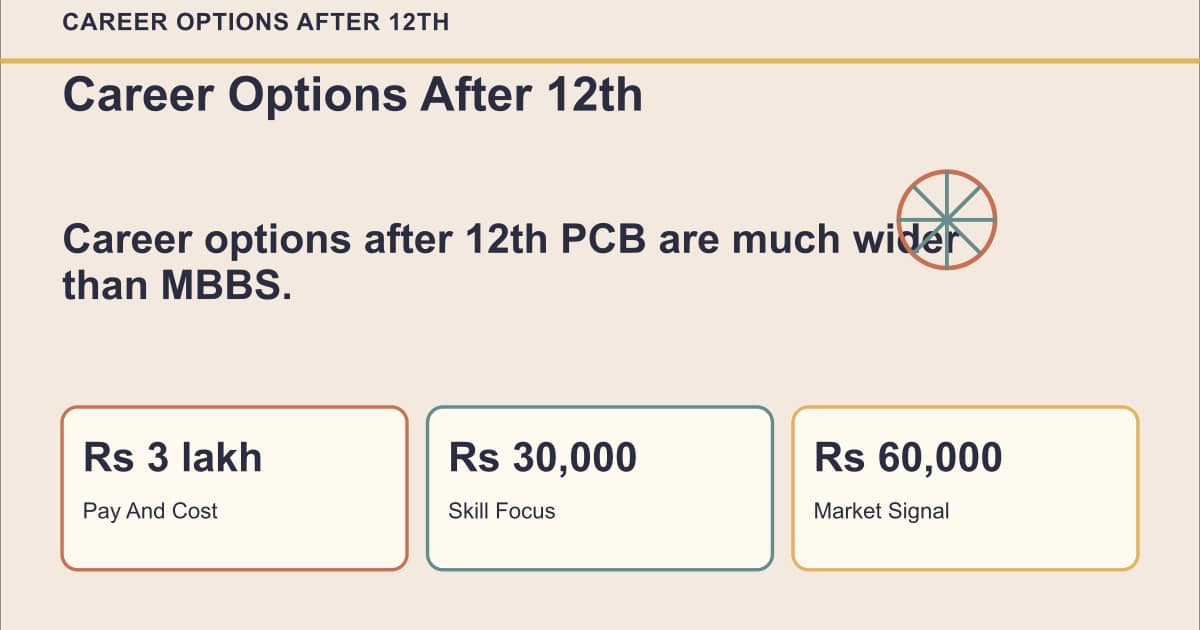 CAREER OPTIONS AFTER 12TH
Career Options After 12th
Career options after 12th PCB are much wider
than MBBS.
Rs 3 lakh
Pay And Cost
Rs 30,000
Skill Focus
Rs 60,000
Market Signal